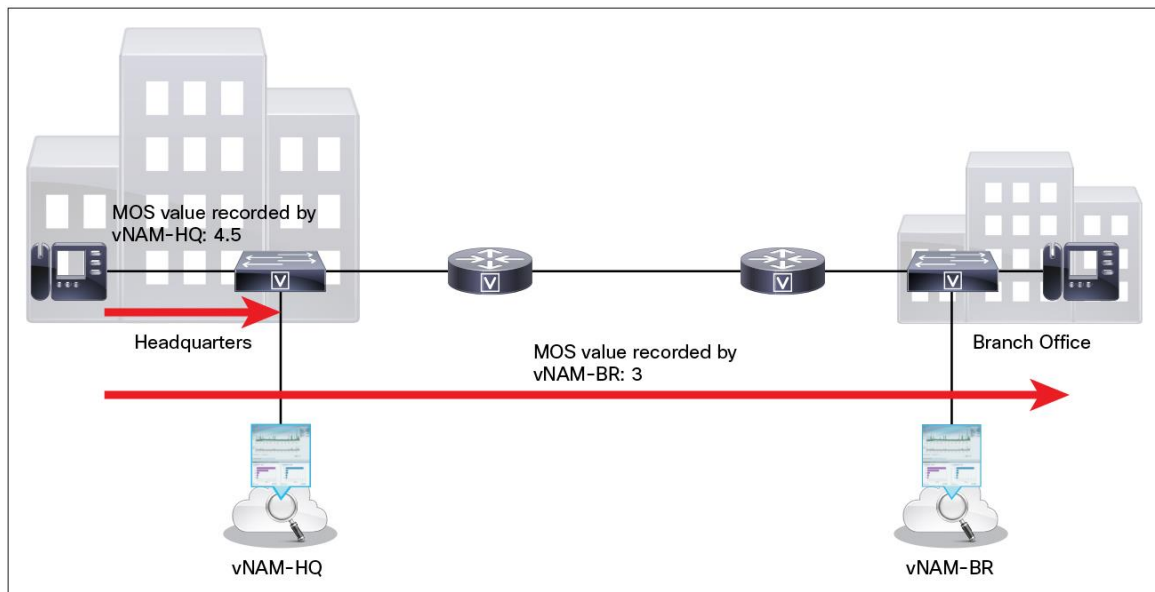 MOS value recorded by
vNAM-HQ: 4.5
V
V
V
V
Headquarters
Branch Office
MOS value recorded by
vNAM-BR: 3
vNAM-HQ
vNAM-BR